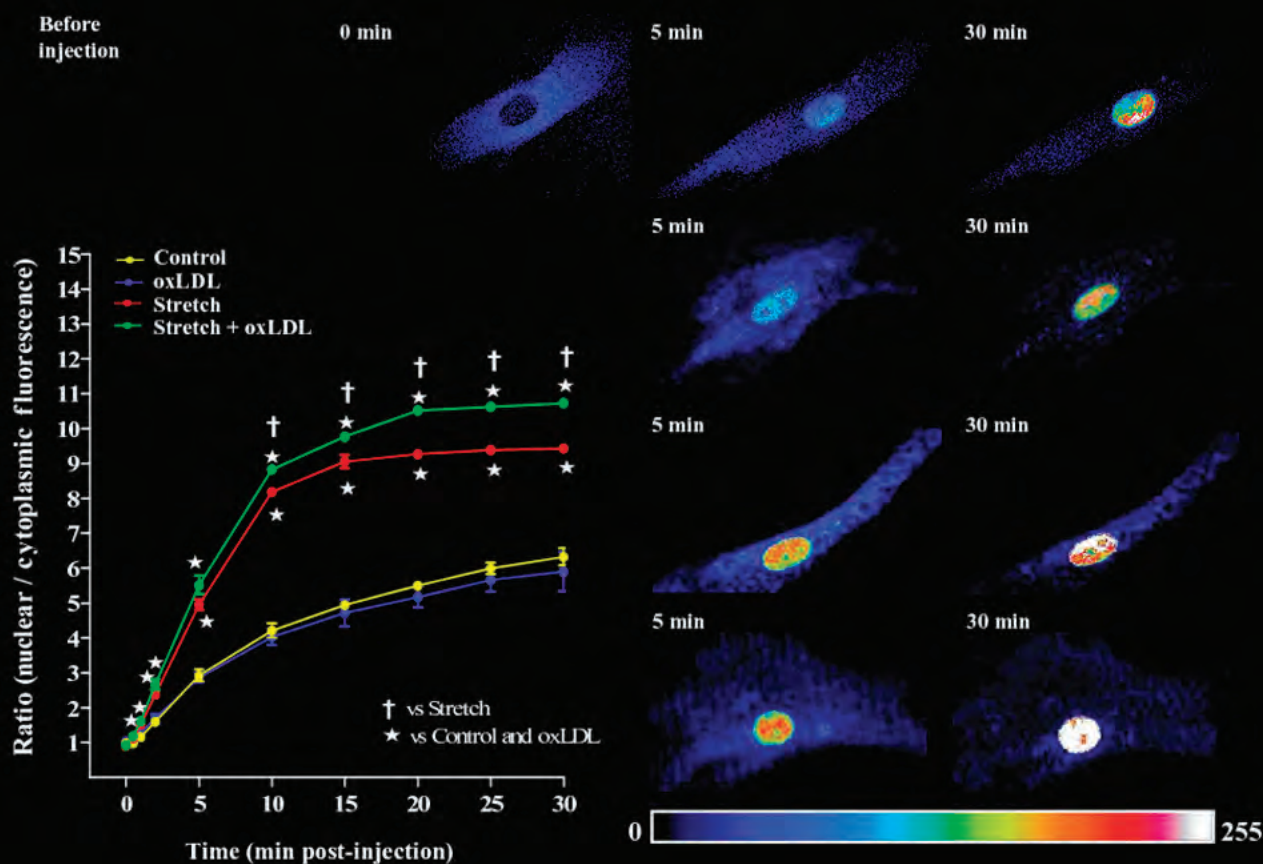 Before
injection
0 min
5 min
30 min
5 min
30 min
5 min
30 min
5 min
30 min
Ratio (nuclear / cytoplasmic fluorescence)
15
14
13
12
11
10
9
8
7
6
5
4
3
2
1
Control
oxLDL
Stretch
Stretch + oxLDL
† vs Stretch
★ vs Control and oxLDL
0 5 10 15 20 25 30
Time (min post-injection)
0 255